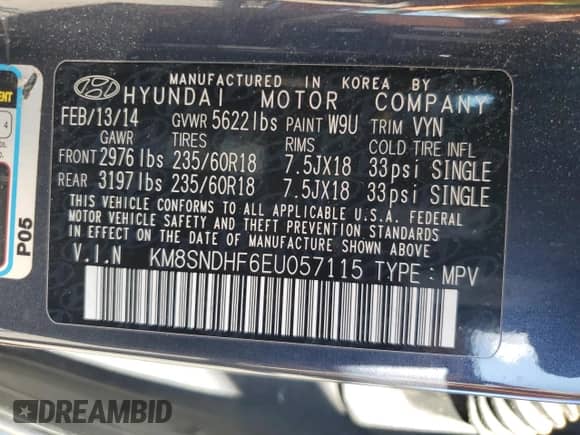 MANUFACTURED IN KOREA BY
HYUNDAI MOTOR COMPANY
FEB/13/14 GVWR 5622lbs PAINT W9U TRIM VYN
GAWR TIRES RIMS COLD TIRE INFL
FRONT 2976lbs 235/60R18 7.5JX18 33psi SINGLE
REAR 3197lbs 235/60R18 7.5JX18 33psi SINGLE
THIS VEHICLE CONFORMS TO ALL APPLICABLE U.S.A. FEDERAL
MOTOR VEHICLE SAFETY AND THEFT PREVENTION STANDARDS
IN EFFECT ON THE DATE OF MANUFACTURE SHOWN ABOVE
V.I.N KM8SNDHF6EU057115 TYPE : MPV
4
P05
DREAMBID